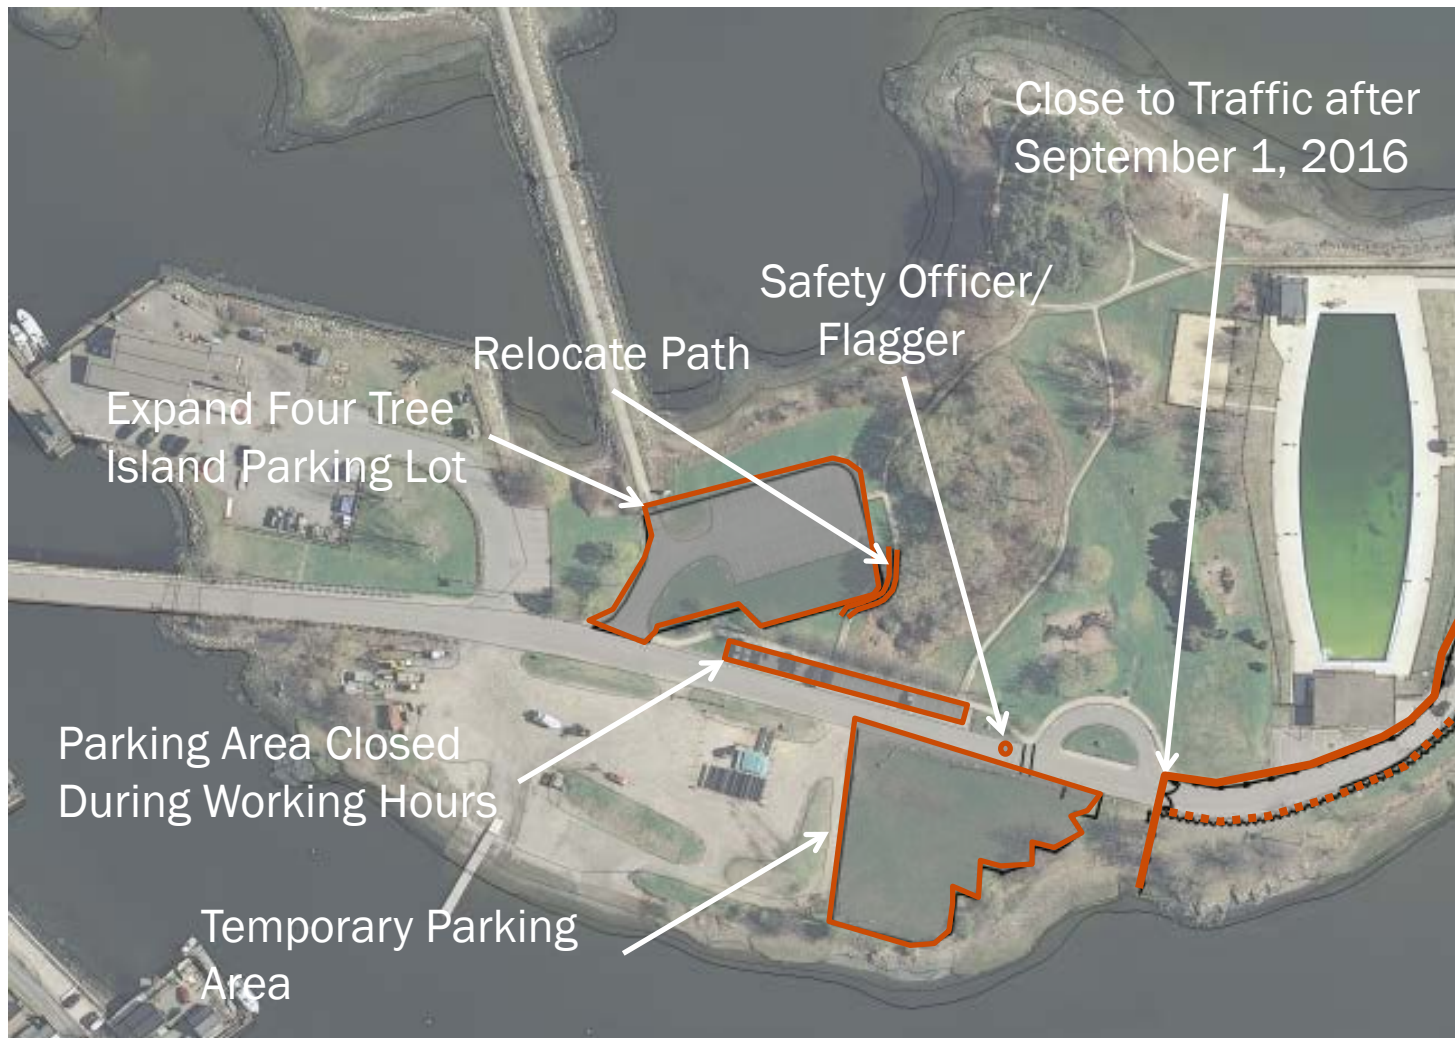 Close to Traffic after
September 1, 2016
Safety Officer/
Flagger
Relocate Path
Expand Four Tree
Island Parking Lot
Parking Area Closed
During Working Hours
Temporary Parking
Area